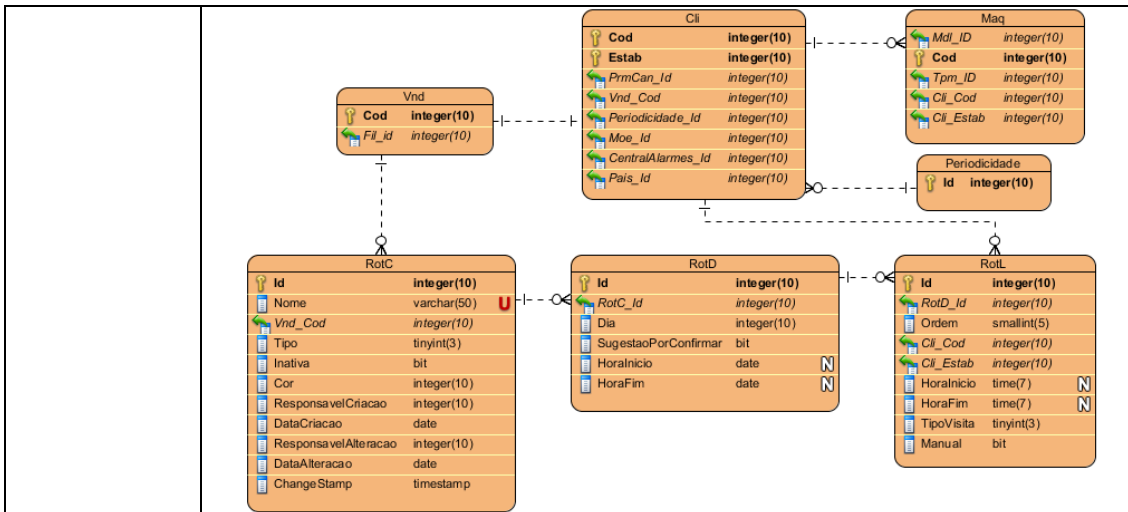 Cli
Cod integer(10)
Estab integer(10)
PrmCan_Id integer(10)
Vnd_Cod integer(10)
Periodicidade_Id integer(10)
Moe_Id integer(10)
CentralAlarmes_Id integer(10)
Pais_Id integer(10)
Maq
Mdl_ID integer(10)
Cod integer(10)
Tpm_ID integer(10)
Cli_Cod integer(10)
Cli_Estab integer(10)
Vnd
Cod integer(10)
Fil_id integer(10)
Periodicidade
Id integer(10)
RotC
Id integer(10)
Nome varchar(50) U
Vnd_Cod integer(10)
Tipo tinyint(3)
Inativa bit
Cor integer(10)
ResponsavelCriacao integer(10)
DataCriacao date
ResponsavelAlteracao integer(10)
DataAlteracao date
ChangeStamp timestamp
RotD
Id integer(10)
RotC_Id integer(10)
Dia integer(10)
SugestaoPorConfirmar bit
HoraInicio date N
HoraFim date N
RotL
Id integer(10)
RotD_Id integer(10)
Ordem smallint(5)
Cli_Cod integer(10)
Cli_Estab integer(10)
HoraInicio time(7) N
HoraFim time(7) N
TipoVisita tinyint(3)
Manual bit